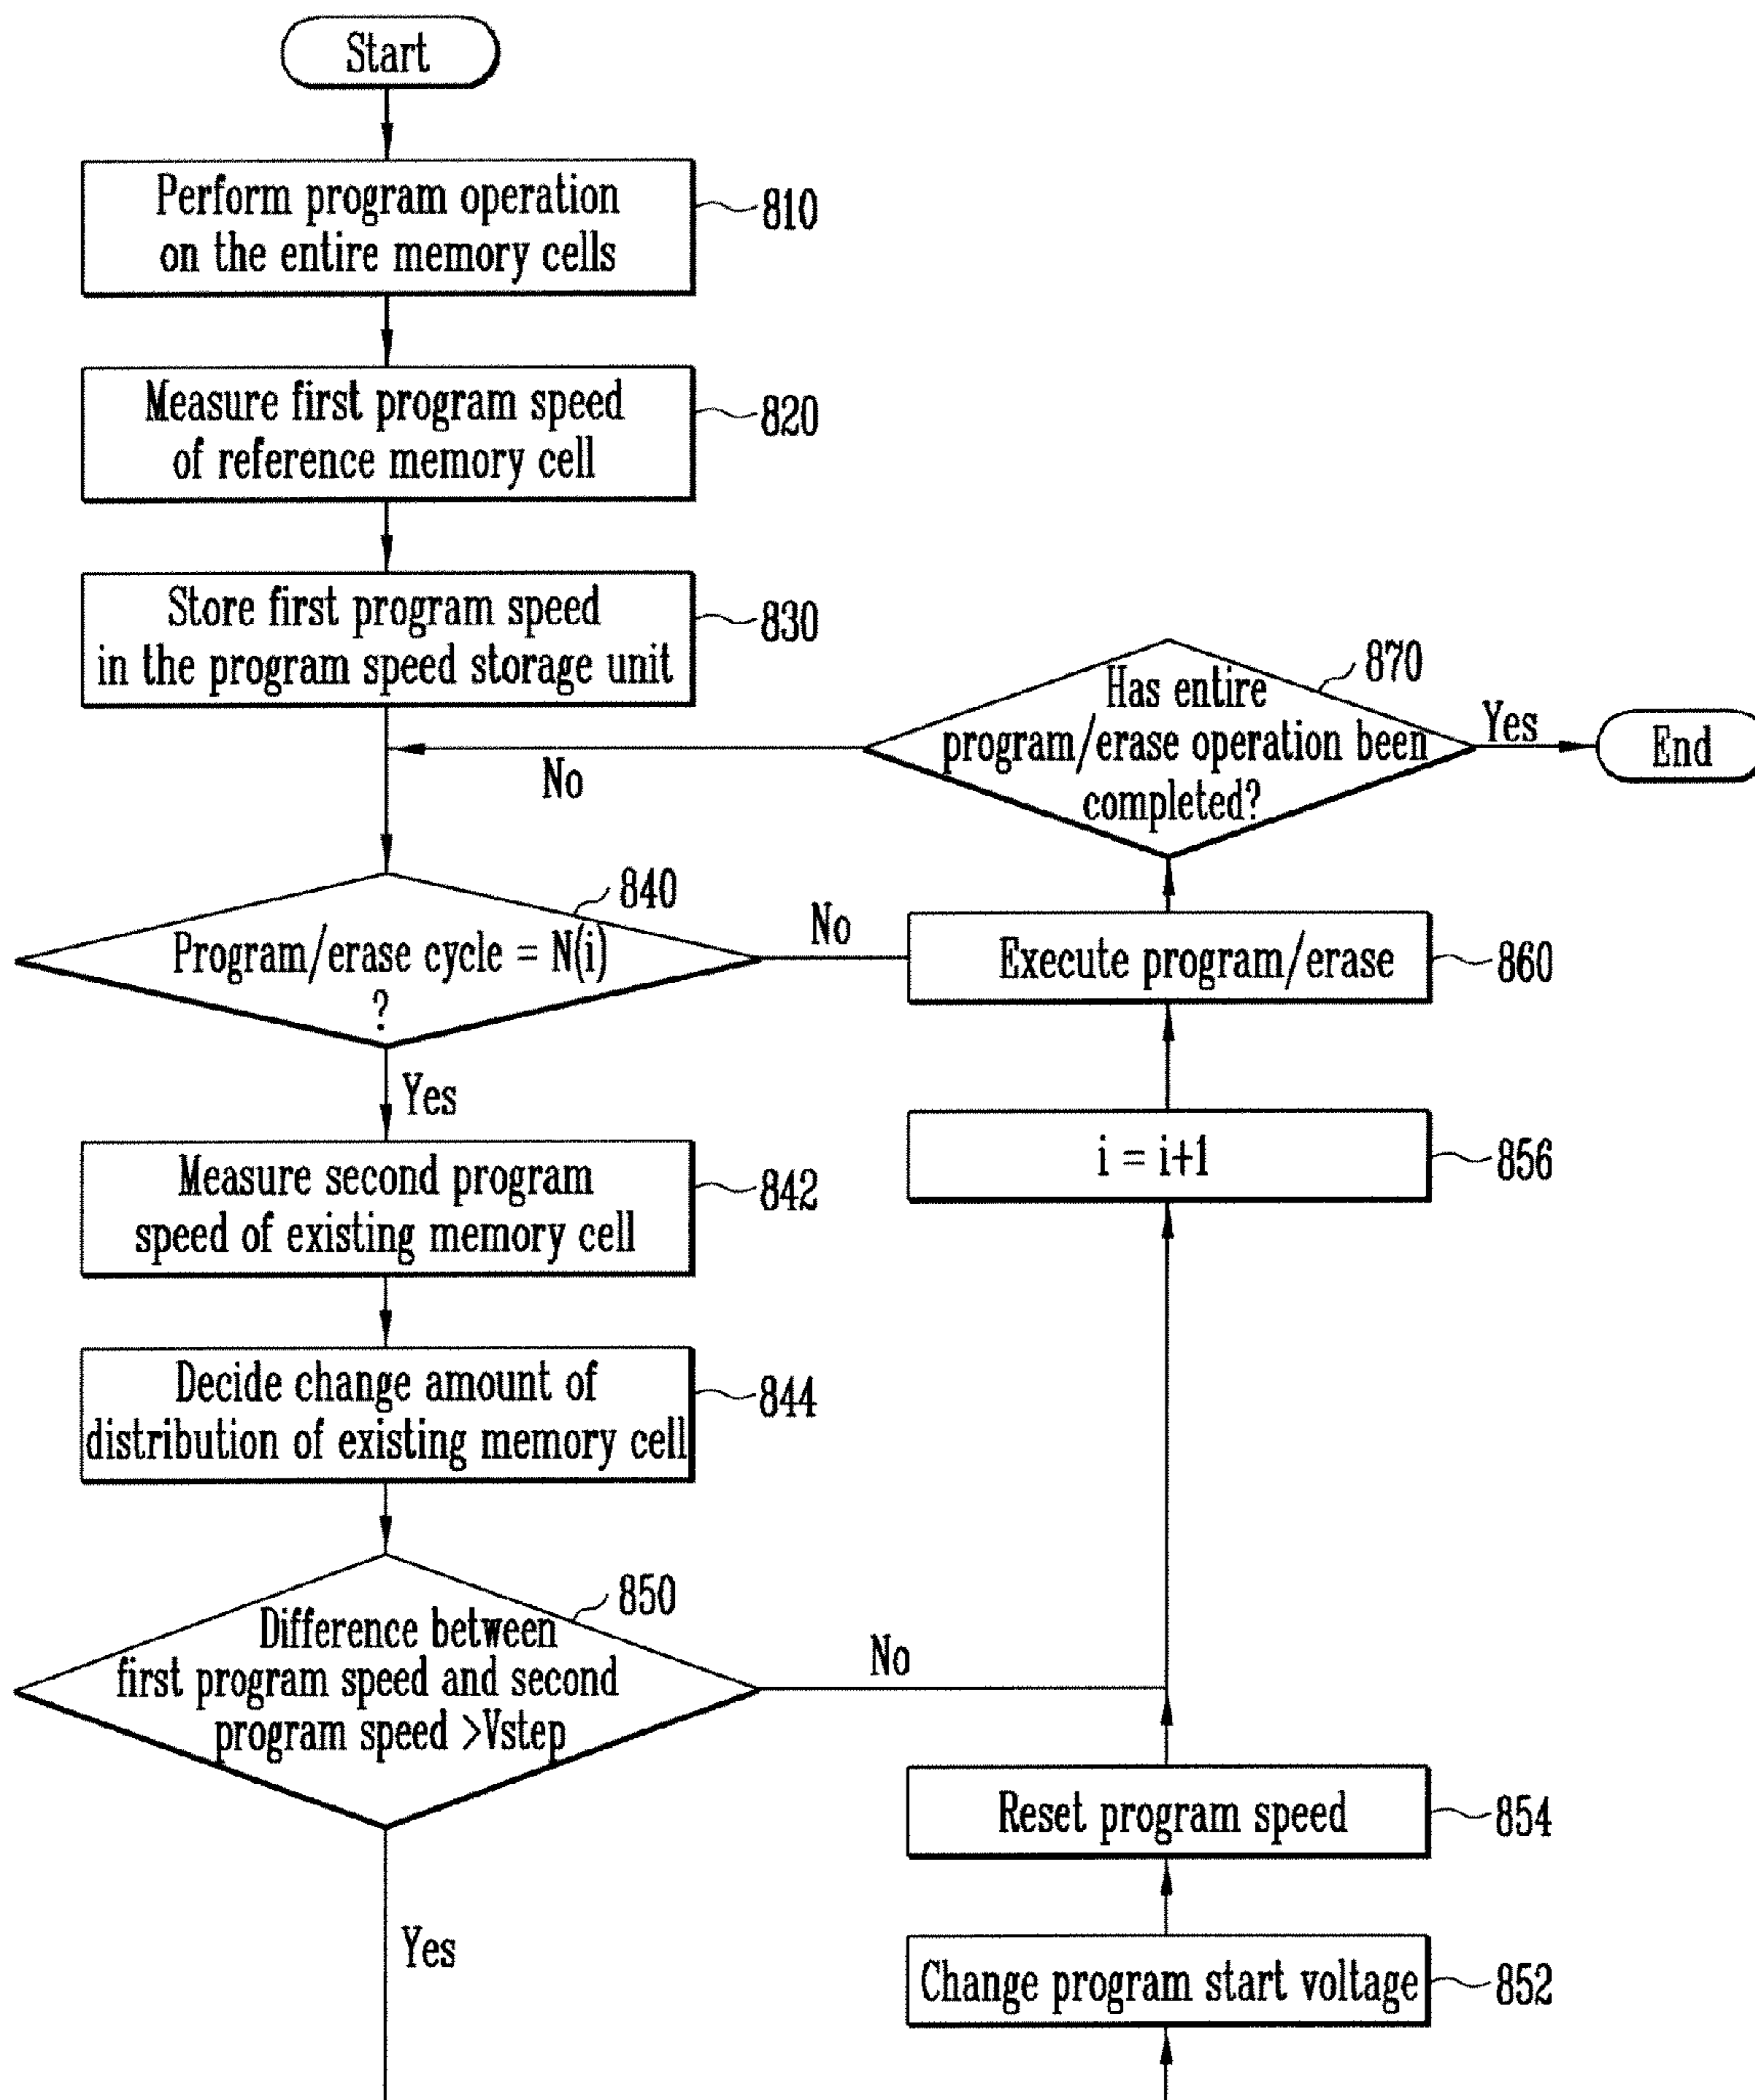 Start
Perform program operation
on the entire memory cells
810
Measure first program speed
of reference memory cell
820
Store first program speed
in the program speed storage unit
830
870
Has entire
program/erase operation been
completed?
Yes
End
No
840
Program/erase cycle = N(i)
?
No
Execute program/erase
860
Yes
i = i+1
856
Measure second program
speed of existing memory cell
842
Decide change amount of
distribution of existing memory cell
844
850
Difference between
first program speed and second
program speed >Vstep
No
Reset program speed
854
Yes
Change program start voltage
852